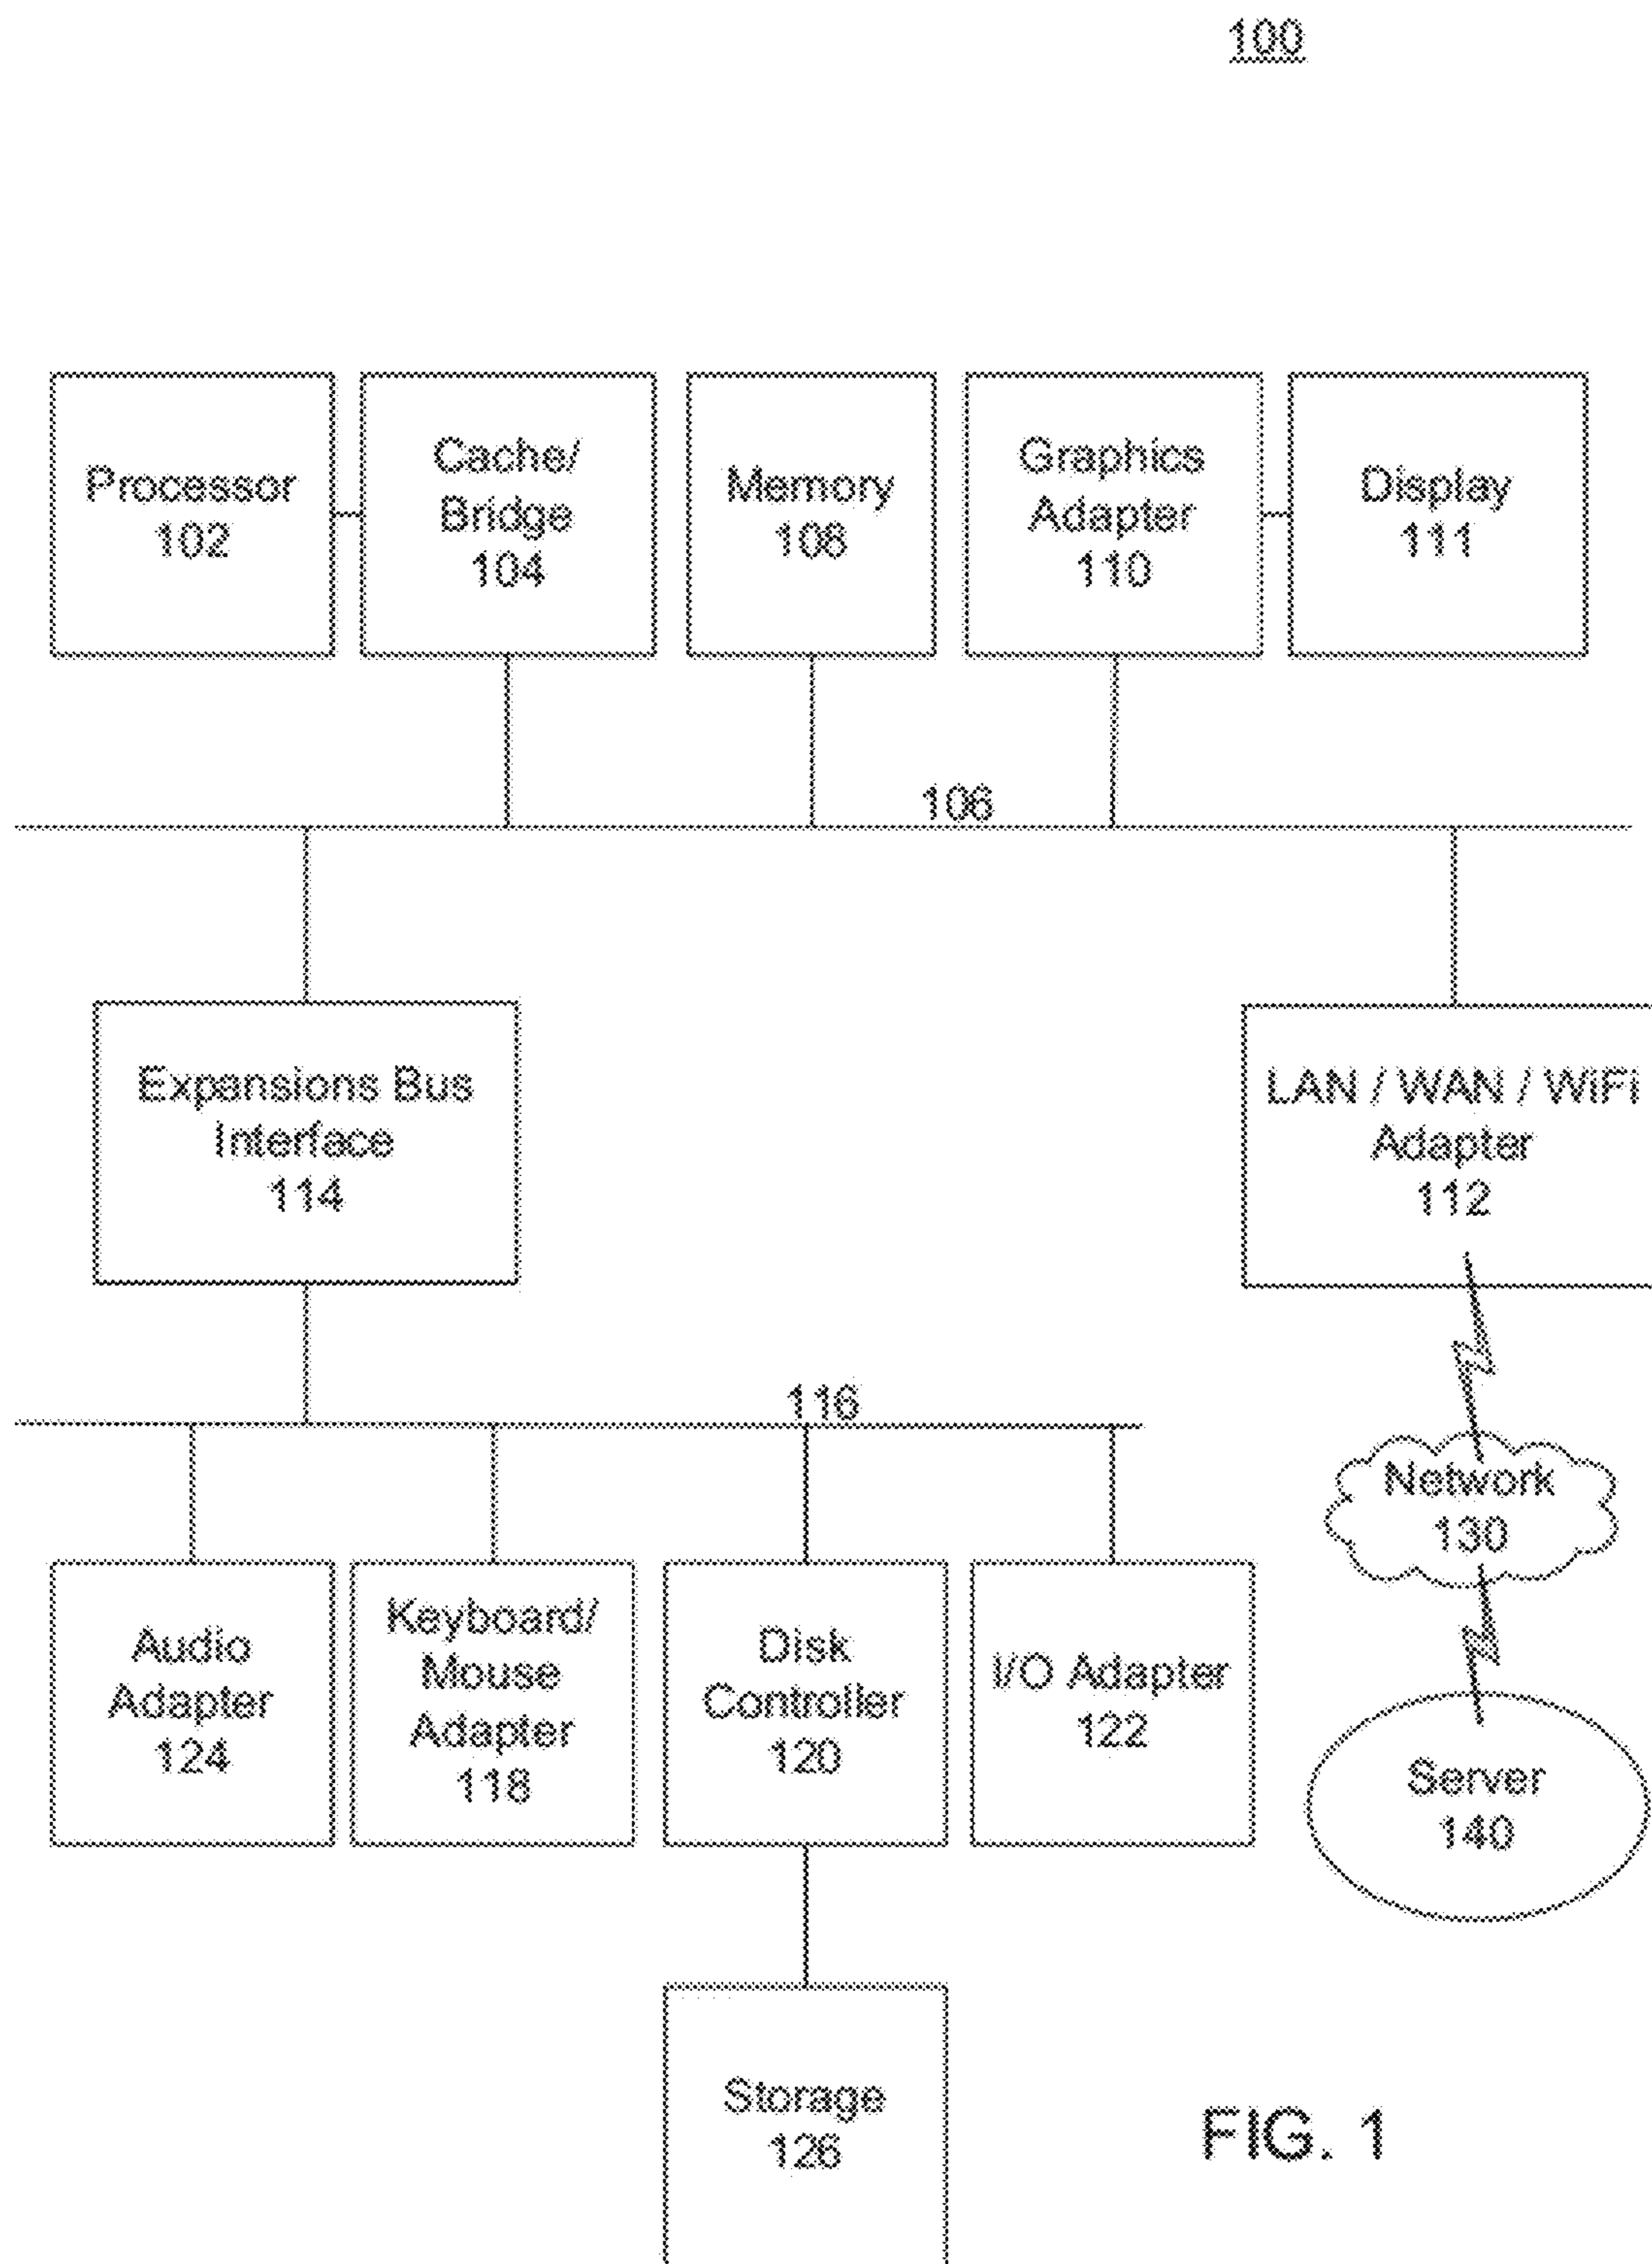 100
Processor
102
Cache/
Bridge
104
Memory
108
Graphics
Adapter
110
Display
111
106
Expansions Bus
Interface
114
LAN / WAN / WiFi
Adapter
112
116
Network
130
Audio
Adapter
124
Keyboard/
Mouse
Adapter
118
Disk
Controller
120
I/O Adapter
122
Server
140
Storage
126
FIG. 1